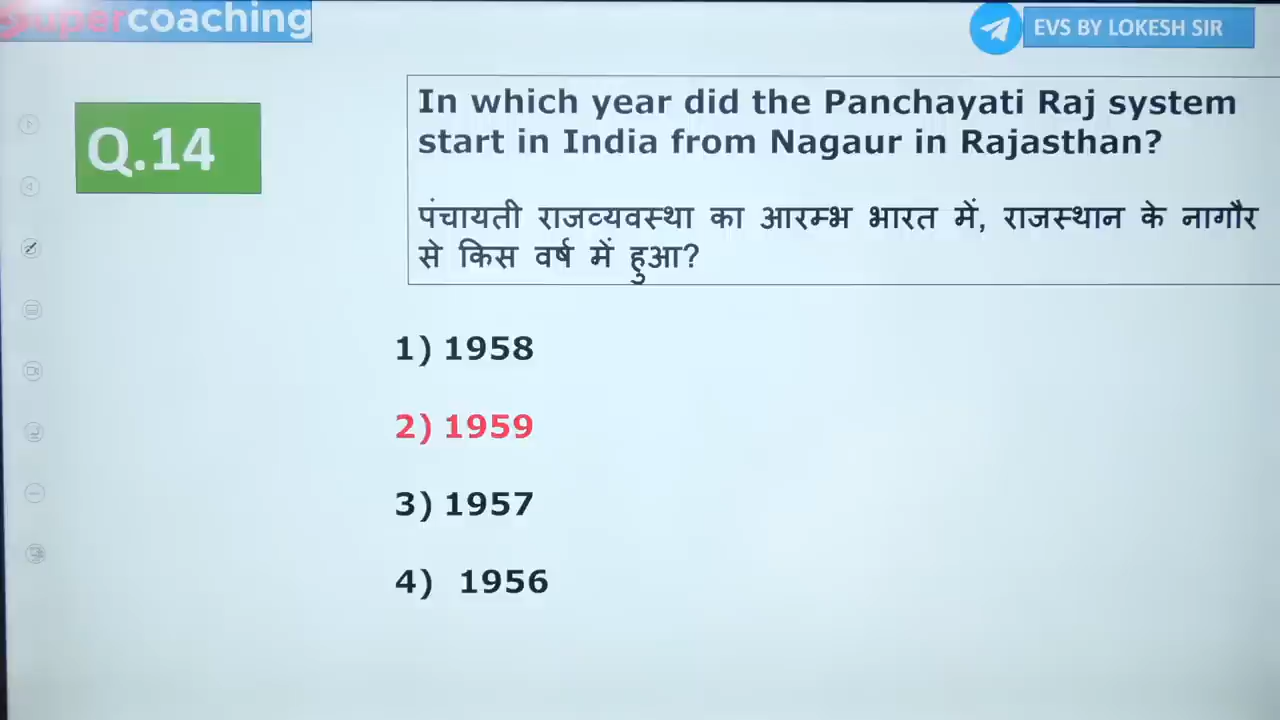 supercoaching
EVS BY LOKESH SIR
Q.14
In which year did the Panchayati Raj system
start in India from Nagaur in Rajasthan?
पंचायती राजव्यवस्था का आरम्भ भारत में, राजस्थान के नागौर
से किस वर्ष में हुआ?
1) 1958
2) 1959
3) 1957
4) 1956